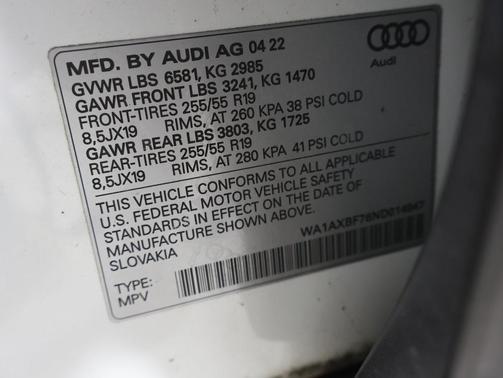 MFD. BY AUDI AG 04 22
GVWR LBS 6581, KG 2985
GAWR FRONT LBS 3241, KG 1470
FRONT-TIRES 255/55 R19
8,5JX19 RIMS, AT 260 KPA 38 PSI COLD
GAWR REAR LBS 3803, KG 1725
REAR-TIRES 255/55 R19
8,5JX19 RIMS, AT 280 KPA 41 PSI COLD
THIS VEHICLE CONFORMS TO ALL APPLICABLE
U.S. FEDERAL MOTOR VEHICLE SAFETY
STANDARDS IN EFFECT ON THE DATE OF
MANUFACTURE SHOWN ABOVE.
SLOVAKIA
WA1AXBF76ND014947
TYPE:
MPV